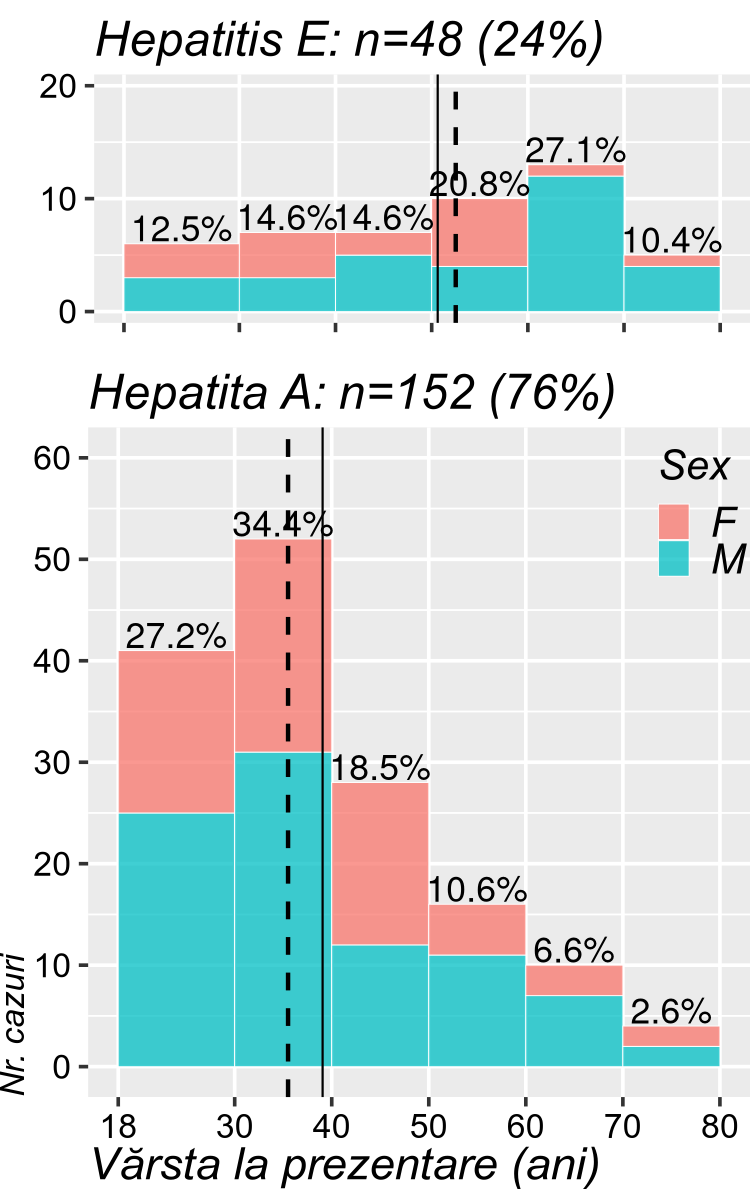 Hepatitis E: n=48 (24%)
20
10
0
12.5%
14.6%
14.6%
20.8%
27.1%
10.4%
Hepatita A: n=152 (76%)
60
50
40
30
20
10
0
27.2%
34.4%
18.5%
10.6%
6.6%
2.6%
Sex
F
M
Nr. cazuri
18 30 40 50 60 70 80
Vărsta la prezentare (ani)